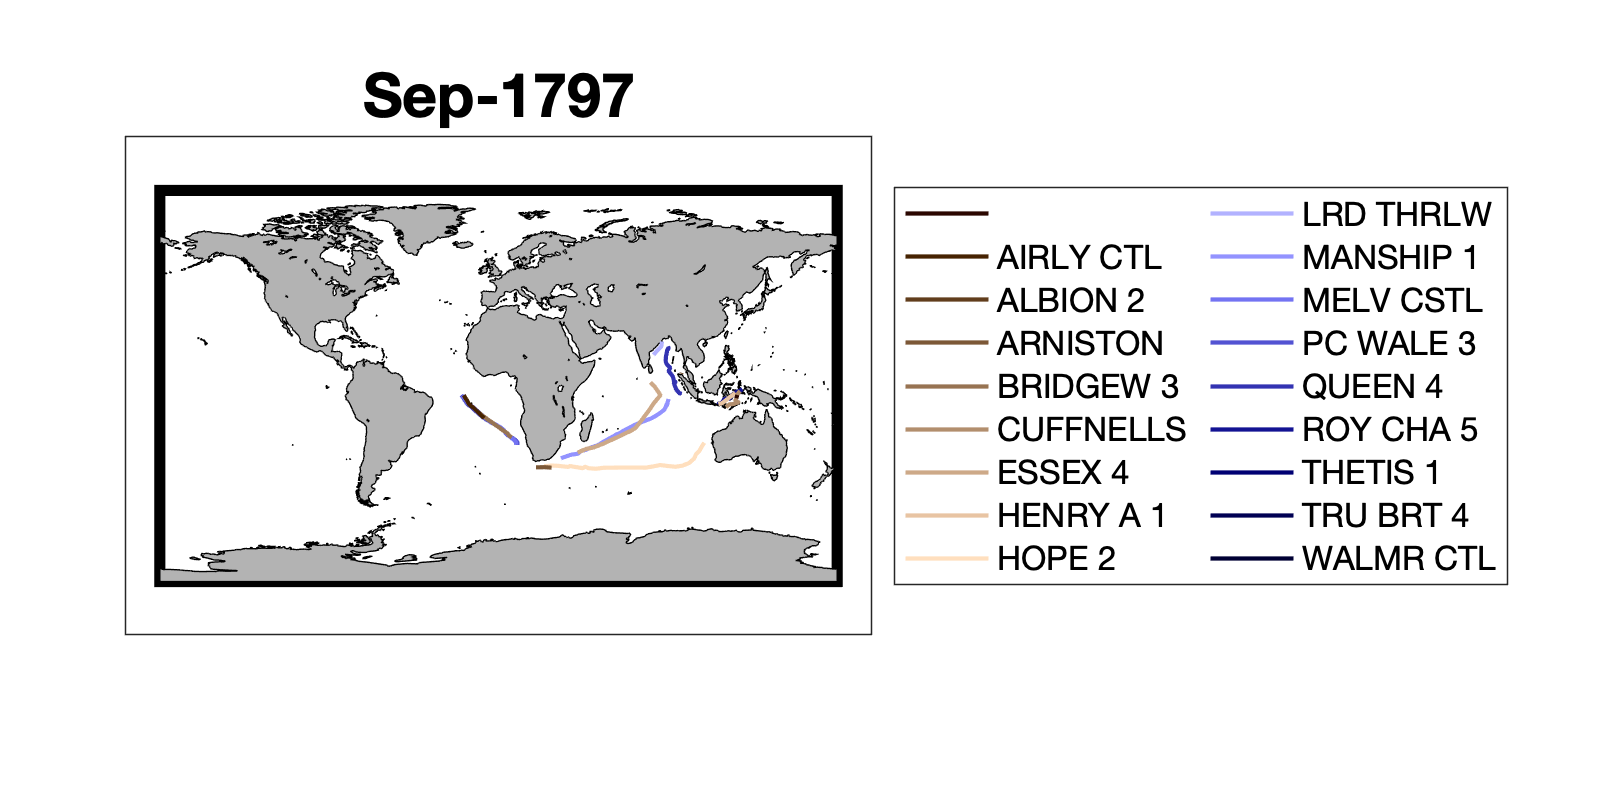 Sep-1797
AIRLY CTL
ALBION 2
ARNISTON
BRIDGEW 3
CUFFNELLS
ESSEX 4
HENRY A 1
HOPE 2
LRD THRLW
MANSHIP 1
MELV CSTL
PC WALE 3
QUEEN 4
ROY CHA 5
THETIS 1
TRU BRT 4
WALMR CTL